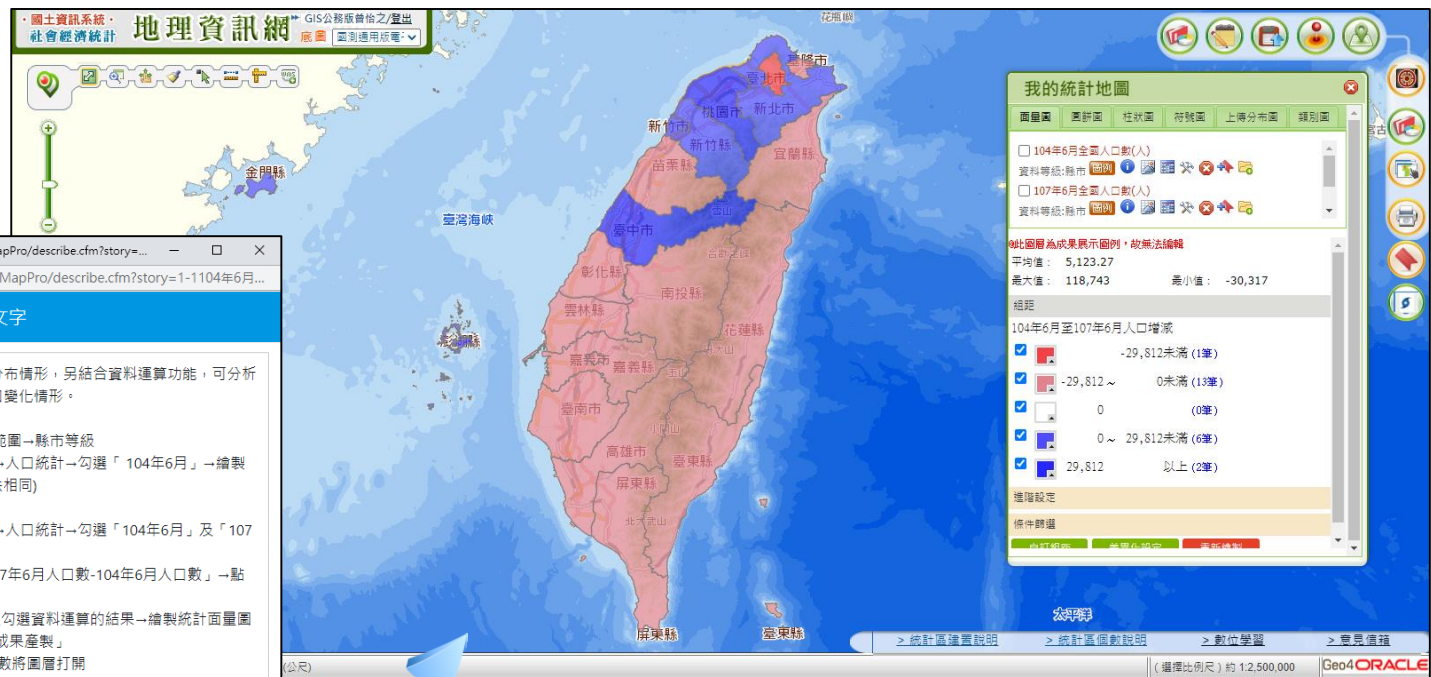 ・國土資訊系統・
社會經濟統計
地理資訊網
GIS公務版曾怡之/登出
底圖
花瓶嶼
金門縣
臺灣海峽
澎湖縣
基隆市
臺北市
桃園市
新北市
新竹市
新竹縣
宜蘭縣
苗栗縣
雪山
臺中市
彰化縣
南投縣
雲林縣
花蓮縣
嘉義市
嘉義縣
玉山
臺南市
高雄市
臺東縣
屏東縣
北大武山
屏東縣
臺東縣
太平洋
宮古
我的統計地圖
面量圖
圓餅圖
柱狀圖
符號圖
上傳分布圖
類別圖
104年6月全國人口數(人)
資料等級:縣市 圖例
107年6月全國人口數(人)
資料等級:縣市 圖例
此圖層為成果展示圖例，故無法編輯
平均值： 5,123.27
最大值： 118,743 最小值： -30,317
組距
104年6月至107年6月人口增減
-29,812未滿 (1筆)
-29,812～ 0未滿 (13筆)
0 (0筆)
0～ 29,812未滿 (6筆)
29,812 以上 (2筆)
進階設定
條件篩選
apPro/describe.cfm?story=...
MapPro/describe.cfm?story=1-1104年6月...
文字
分布情形，另結合資料運算功能，可分析
變化情形。
範圍→縣市等級
→人口統計→勾選「 104年6月」→繪製
相同)
→人口統計→勾選「104年6月」及「107
7年6月人口數-104年6月人口數」→點
勾選資料運算的結果→繪製統計面量圖
成果產製」
數將圖層打開
(公尺)
> 統計區建置說明
> 統計區個數說明
> 數位學習
> 意見信箱
( 選擇比例尺 ) 約 1:2,500,000
Geo4ORACLE